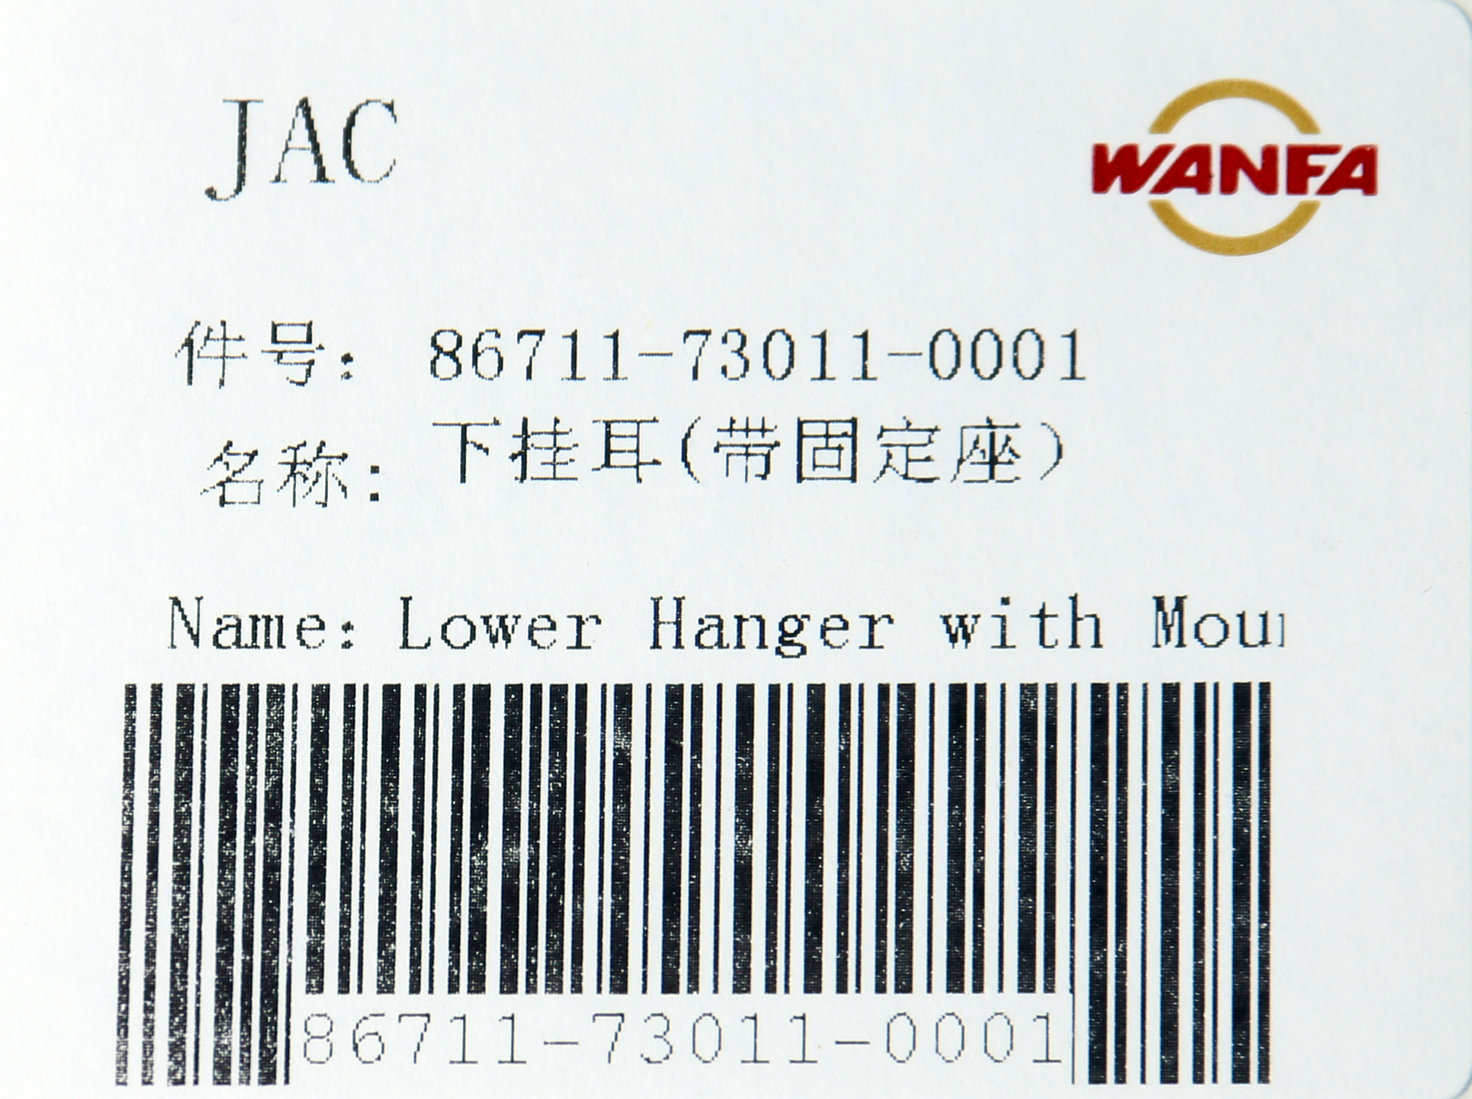 JAC
WANFA
件号： 86711-73011-0001
名称： 下挂耳(带固定座)
Name: Lower Hanger with
86711-73011-0001